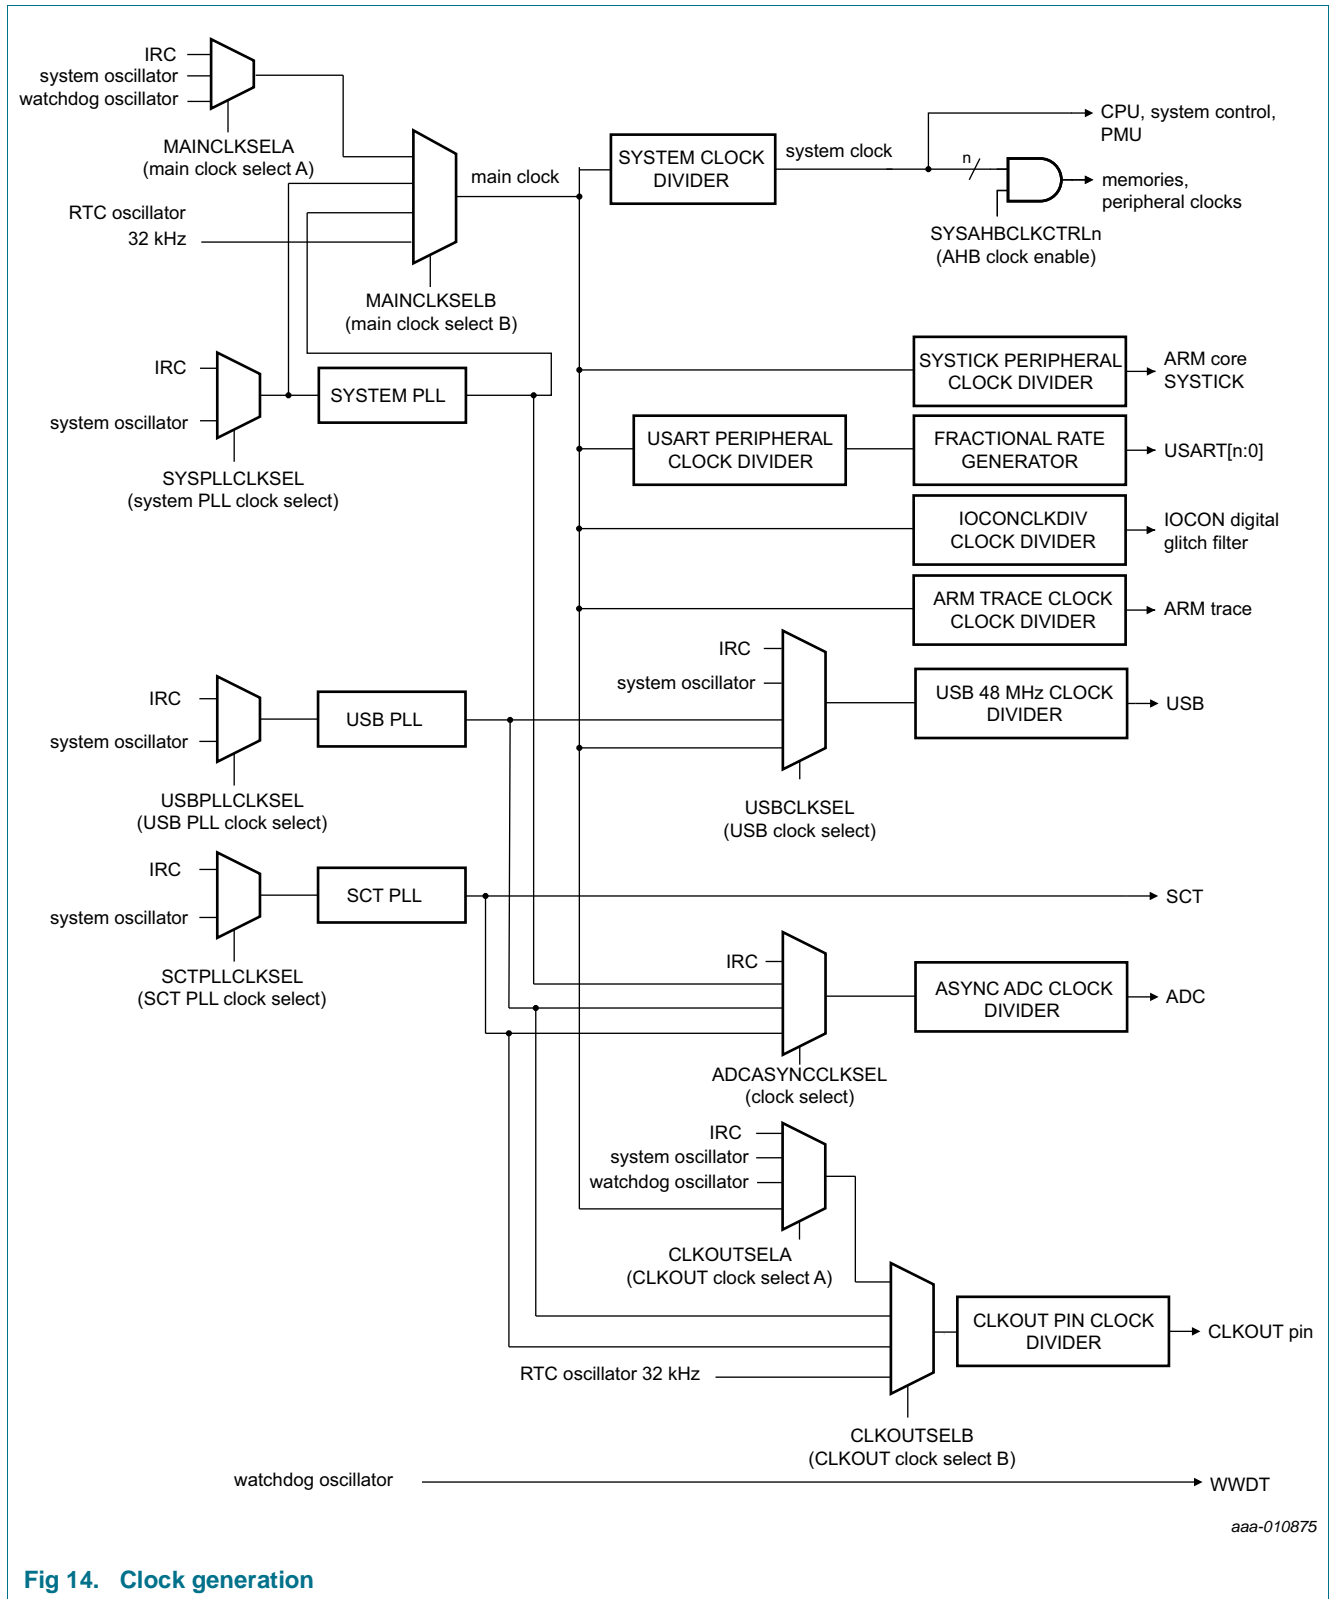 IRC
system oscillator
watchdog oscillator
MAINCLKSELA
(main clock select A)
RTC oscillator
32 kHz
main clock
MAINCLKSELB
(main clock select B)
SYSTEM CLOCK
DIVIDER
system clock
n
CPU, system control,
PMU
memories,
peripheral clocks
SYSAHBCLKCTRLn
(AHB clock enable)
IRC
system oscillator
SYSTEM PLL
SYSPLLCLKSEL
(system PLL clock select)
SYSTICK PERIPHERAL
CLOCK DIVIDER
ARM core
SYSTICK
USART PERIPHERAL
CLOCK DIVIDER
FRACTIONAL RATE
GENERATOR
USART[n:0]
IOCONCLKDIV
CLOCK DIVIDER
IOCON digital
glitch filter
ARM TRACE CLOCK
CLOCK DIVIDER
ARM trace
IRC
system oscillator
USB PLL
USBPLLCLKSEL
(USB PLL clock select)
IRC
system oscillator
USB 48 MHz CLOCK
DIVIDER
USB
USBCLKSEL
(USB clock select)
IRC
system oscillator
SCT PLL
SCT
SCTPLLCLKSEL
(SCT PLL clock select)
IRC
ASYNC ADC CLOCK
DIVIDER
ADC
ADCASYNCCLKSEL
(clock select)
IRC
system oscillator
watchdog oscillator
CLKOUTSELA
(CLKOUT clock select A)
RTC oscillator 32 kHz
CLKOUT PIN CLOCK
DIVIDER
CLKOUT pin
CLKOUTSELB
(CLKOUT clock select B)
watchdog oscillator
WWDT
aaa-010875
Fig 14. Clock generation